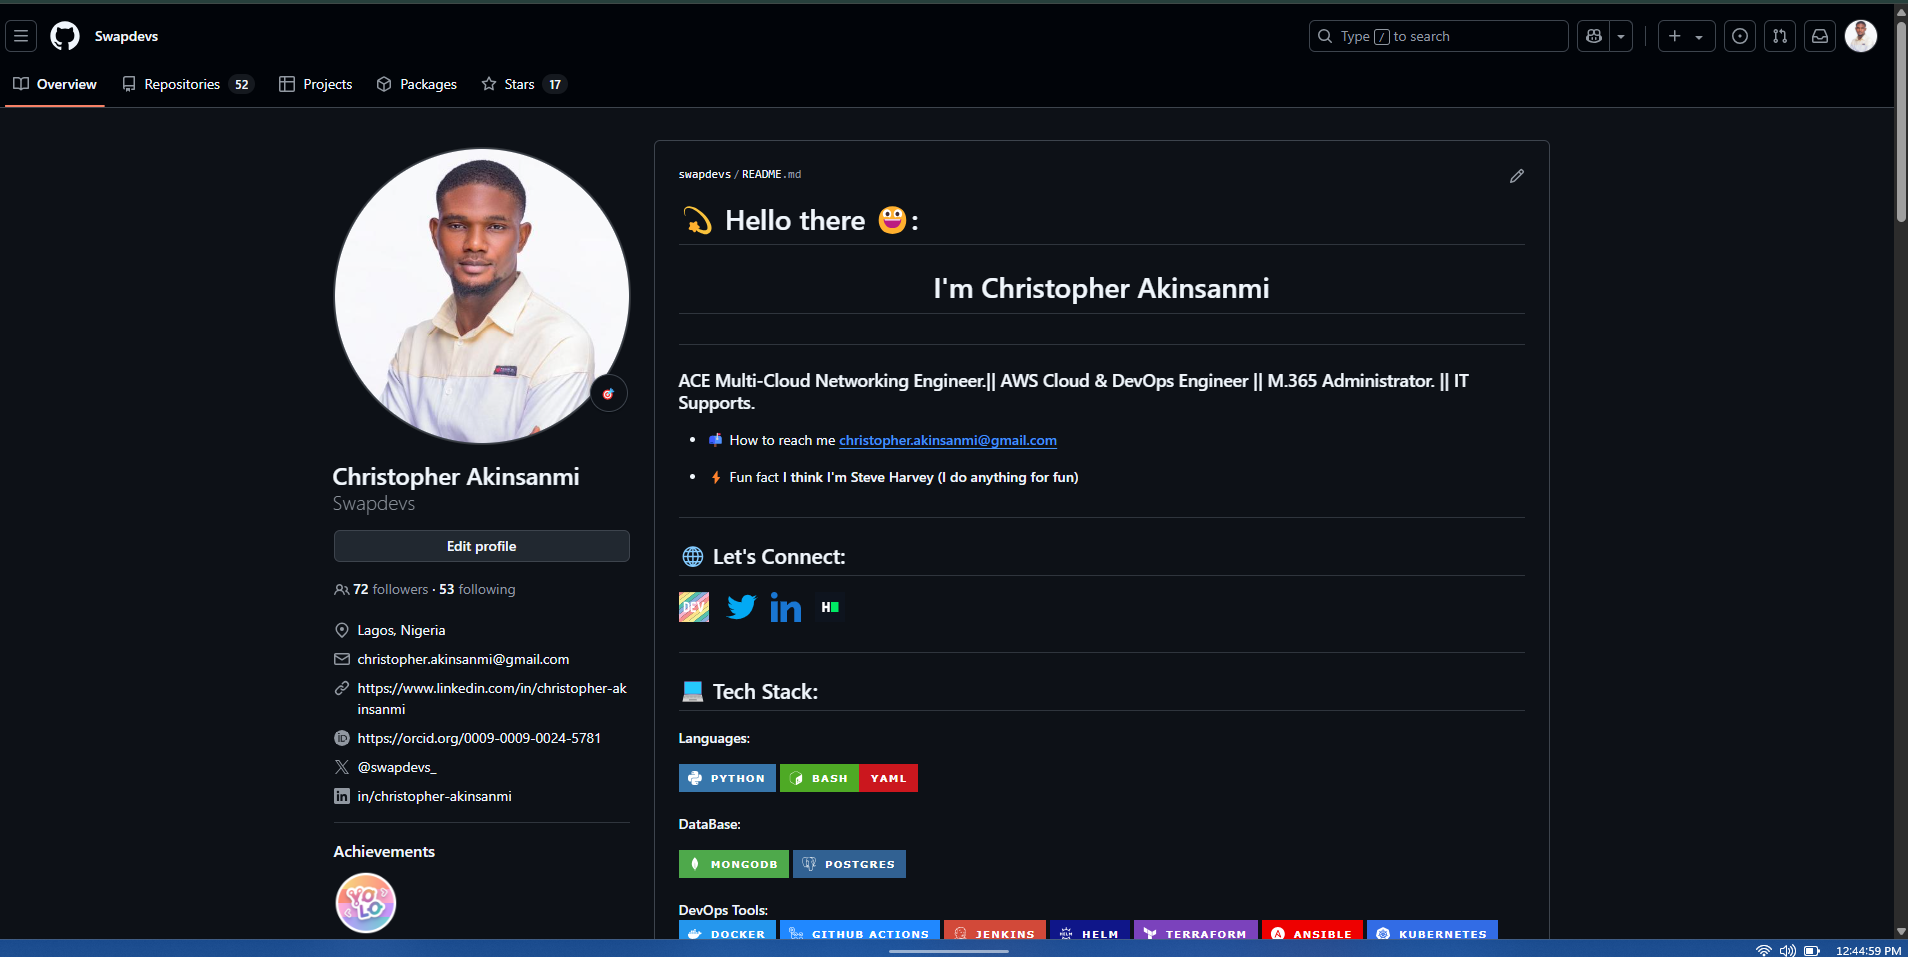 Swapdevs
Type / to search
Overview
Repositories 52
Projects
Packages
Stars 17
Christopher Akinsanmi
Swapdevs
Edit profile
72 followers · 53 following
Lagos, Nigeria
christopher.akinsanmi@gmail.com
https://www.linkedin.com/in/christopher-ak
insanmi
iD https://orcid.org/0009-0009-0024-5781
@swapdevs_
in in/christopher-akinsanmi
Achievements
YOLO
swapdevs/README.md
Hello there :
I'm Christopher Akinsanmi
ACE Multi-Cloud Networking Engineer.|| AWS Cloud & DevOps Engineer || M.365 Administrator. || IT
Supports.
How to reach me christopher.akinsanmi@gmail.com
Fun fact I think I'm Steve Harvey (I do anything for fun)
Let's Connect:
DEV in H
Tech Stack:
Languages:
PYTHON BASH YAML
DataBase:
MONGODB POSTGRES
DevOps Tools:
DOCKER GITHUB ACTIONS JENKINS HELM TERRAFORM ANSIBLE KUBERNETES
12:44:59 PM